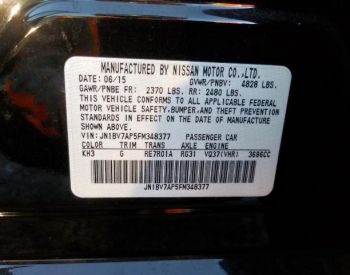 MANUFACTURED BY NISSAN MOTOR CO., LTD.
DATE: 06/15 GVWR/PNBV: 4828 LBS.
GAWR/PNBE FR: 2370 LBS. RR: 2480 LBS.
THIS VEHICLE CONFORMS TO ALL APPLICABLE FEDERAL
MOTOR VEHICLE SAFETY, BUMPER, AND THEFT PREVENTION
STANDARDS IN EFFECT ON THE DATE OF MANUFACTURE
SHOWN ABOVE.
VIN: JN1BV7AP5FM348377 PASSENGER CAR
COLOR TRIM TRANS AXLE ENGINE
KH3 G RE7R01A RG31 VQ37(VHR) 3696CC
JN1BV7AP5FM348377